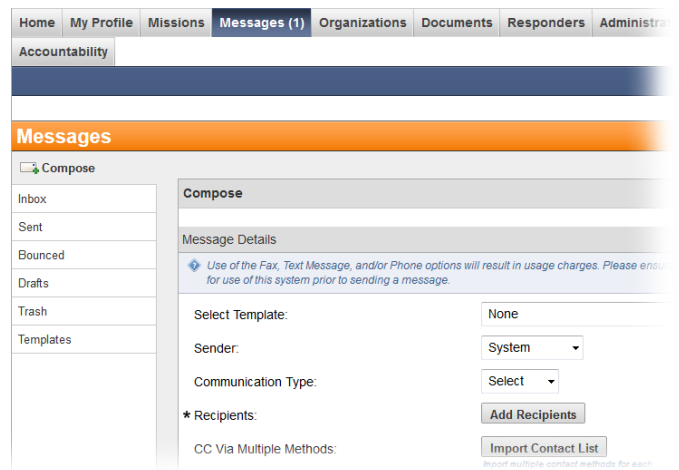 Home My Profile Missions Messages (1) Organizations Documents Responders
Accountability
Messages
Compose
Inbox
Sent
Bounced
Drafts
Trash
Templates
Compose
Message Details
Use of the Fax, Text Message, and/or Phone options will result in usage charges. Please
for use of this system prior to sending a message.
Select Template: None
Sender: System
Communication Type: Select
* Recipients: Add Recipients
CC Via Multiple Methods: Import Contact List
Import multiple contact methods for each